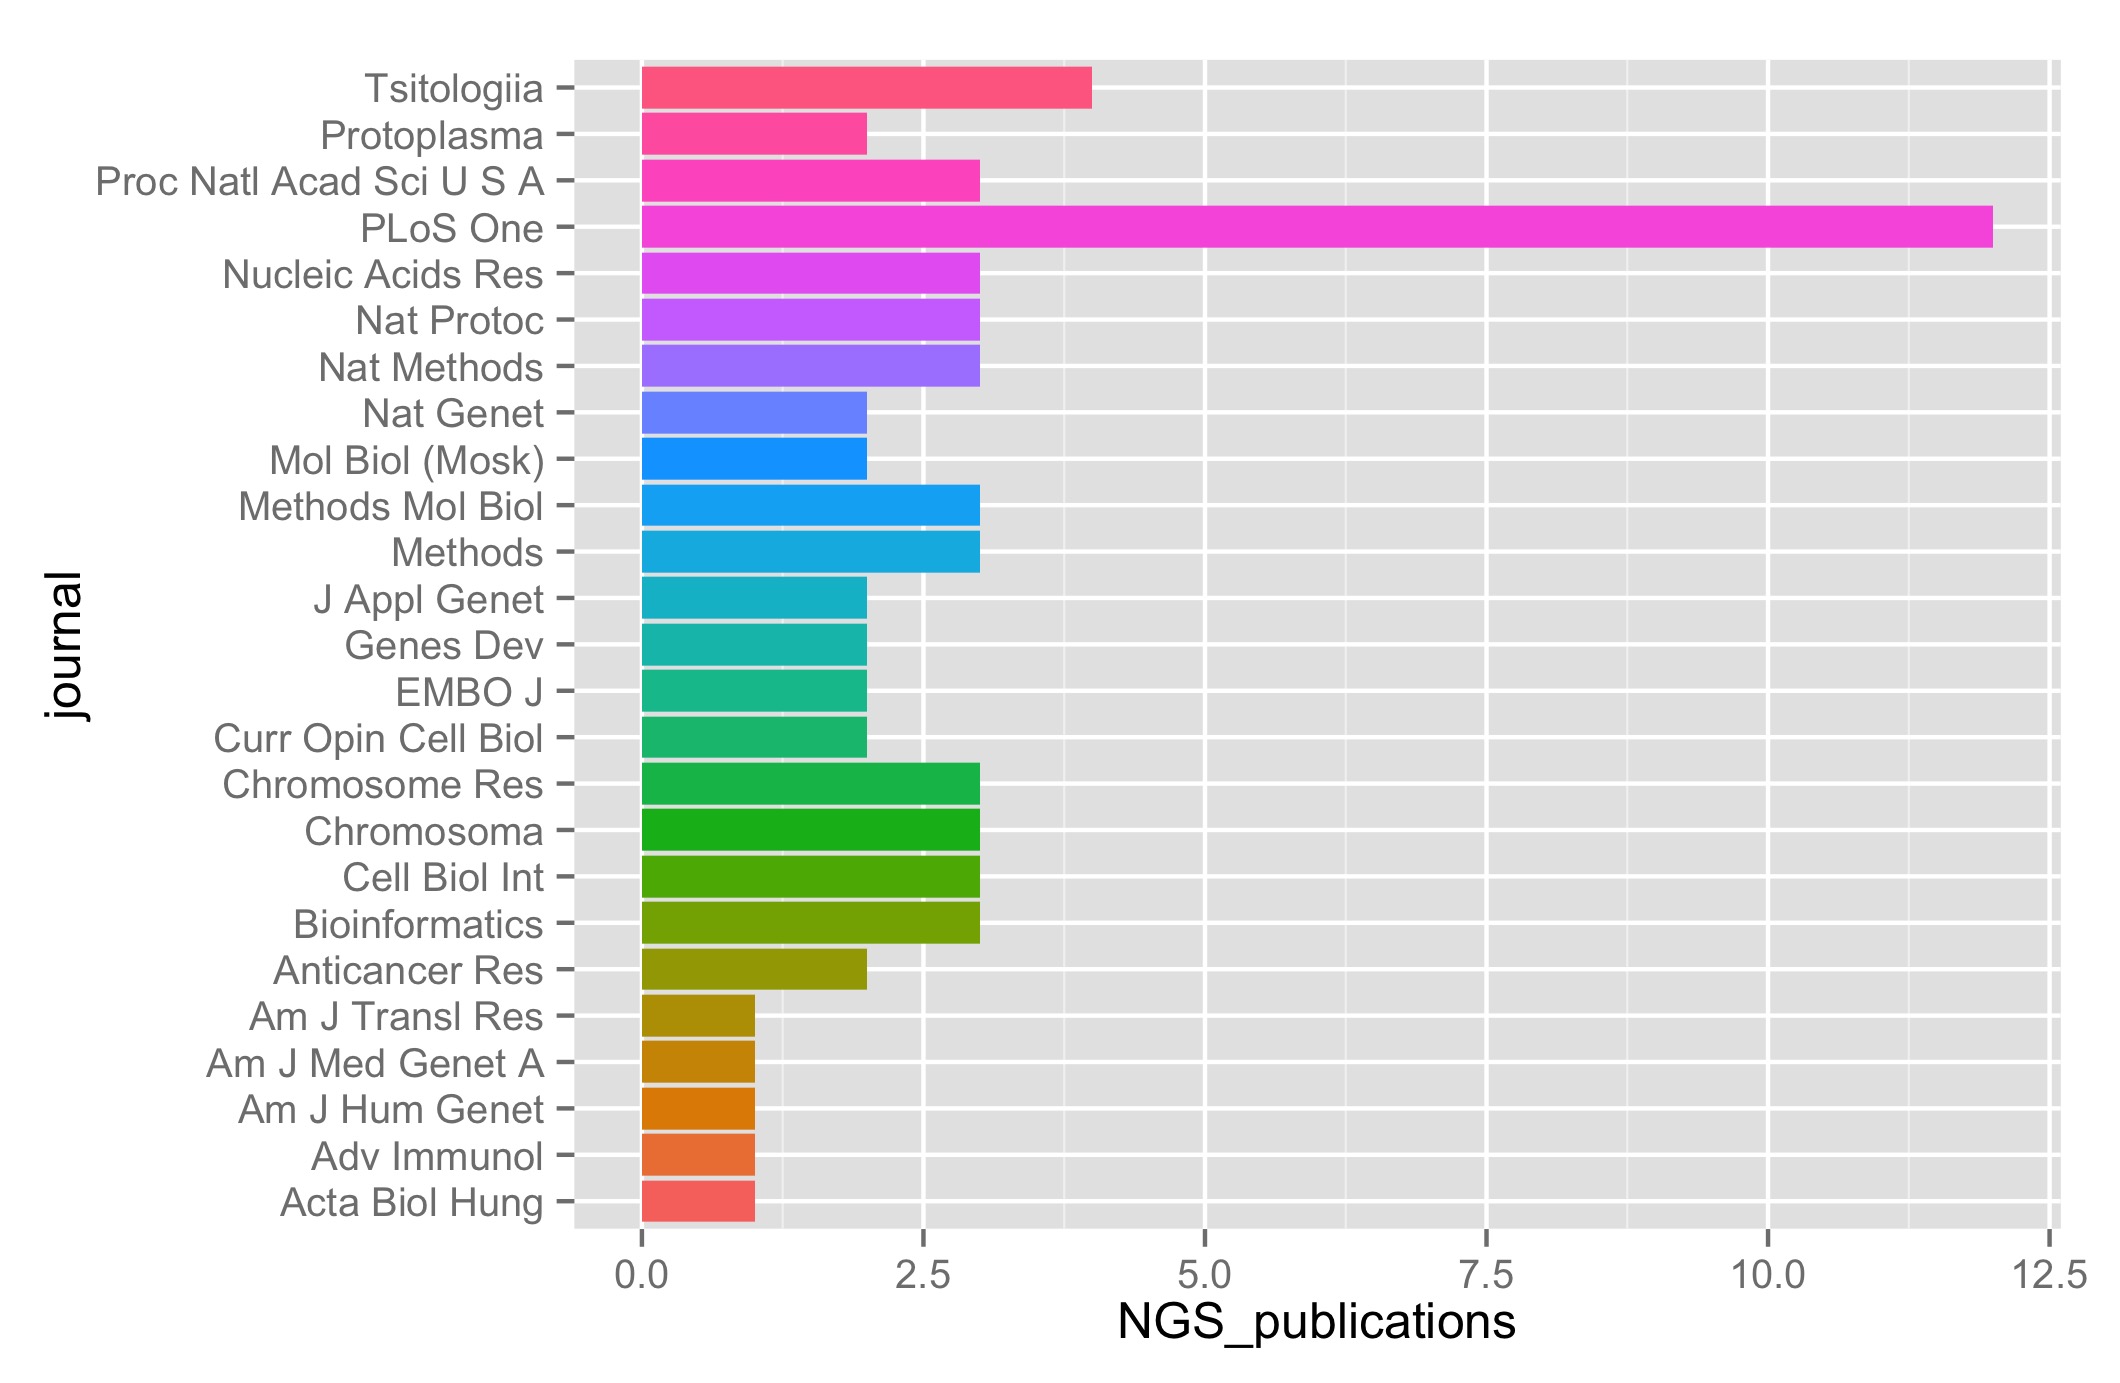 Tsitologiia
Protoplasma
Proc Natl Acad Sci U S A
PLoS One
Nucleic Acids Res
Nat Protoc
Nat Methods
Nat Genet
Mol Biol (Mosk)
Methods Mol Biol
Methods
J Appl Genet
Genes Dev
EMBO J
Curr Opin Cell Biol
Chromosome Res
Chromosoma
Cell Biol Int
Bioinformatics
Anticancer Res
Am J Transl Res
Am J Med Genet A
Am J Hum Genet
Adv Immunol
Acta Biol Hung
journal
0.0 2.5 5.0 7.5 10.0 12.5
NGS_publications